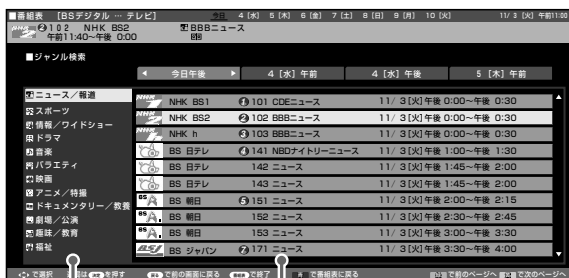 ■番組表 [BSデジタル … テレビ] 今日 4 [水] 5 [木] 6 [金] 7 [土] 8 [日] 9 [月] 10 [火] 11/ 3 [火] 午前11:00
②102 NHK BS2 BBBニュース
午前11:40~午後 0:00
■ジャンル検索
今日午後 4 [水] 午前 4 [水] 午後 5 [木] 午前
ニュース/報道
スポーツ
情報/ワイドショー
ドラマ
音楽
バラエティ
映画
アニメ/特撮
ドキュメンタリー/教養
劇場/公演
趣味/教育
福祉
NHK BS1 ①101 CDEニュース 11/ 3 [火] 午後 0:00~午後 0:30
NHK BS2 ②102 BBBニュース 11/ 3 [火] 午後 0:00~午後 0:30
NHK h ③103 BBBニュース 11/ 3 [火] 午後 0:00~午後 0:30
BS 日テレ ④141 NBDナイトリーニュース 11/ 3 [火] 午後 1:00~午後 1:30
BS 日テレ 142 ニュース 11/ 3 [火] 午後 1:45~午後 2:00
BS 日テレ 143 ニュース 11/ 3 [火] 午後 1:45~午後 2:00
BS 朝日 ⑤151 ニュース 11/ 3 [火] 午後 2:00~午後 2:15
BS 朝日 152 ニュース 11/ 3 [火] 午後 2:30~午後 2:45
BS 朝日 153 ニュース 11/ 3 [火] 午後 3:00~午後 3:30
BS ジャパン ⑦171 ニュース 11/ 3 [火] 午後 3:30~午後 4:00
で選択 は を押す で前の画面に戻る で終了 青 で番組表に戻る で前のページへ で次のページへ